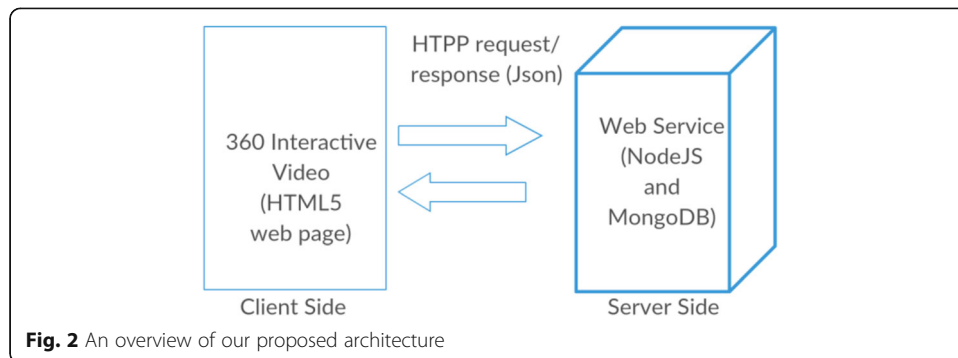 HTPP request/
response (Json)
360 Interactive
Video
(HTML5
web page)
Web Service
(NodeJS
and
MongoDB)
Client Side
Server Side
Fig. 2 An overview of our proposed architecture